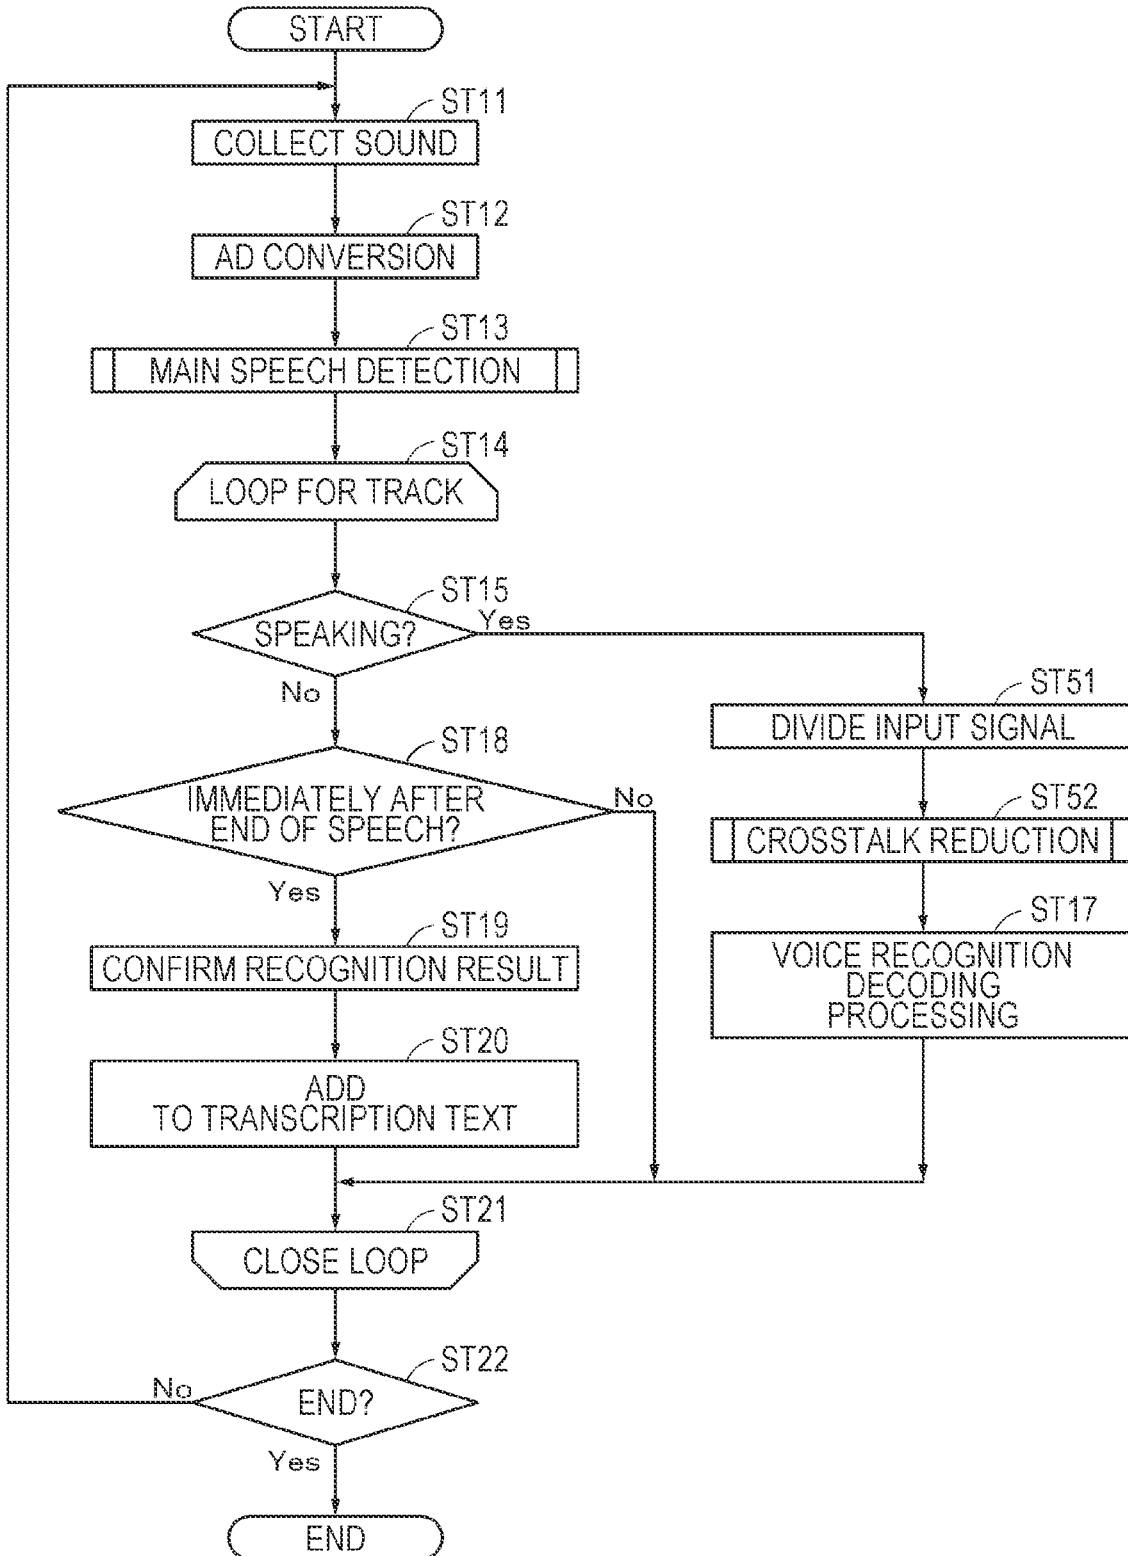 START
ST11
COLLECT SOUND
ST12
AD CONVERSION
ST13
MAIN SPEECH DETECTION
ST14
LOOP FOR TRACK
ST15
SPEAKING?
Yes
No
ST51
DIVIDE INPUT SIGNAL
ST52
CROSSTALK REDUCTION
ST17
VOICE RECOGNITION
DECODING
PROCESSING
ST18
IMMEDIATELY AFTER
END OF SPEECH?
No
Yes
ST19
CONFIRM RECOGNITION RESULT
ST20
ADD
TO TRANSCRIPTION TEXT
ST21
CLOSE LOOP
ST22
END?
No
Yes
END